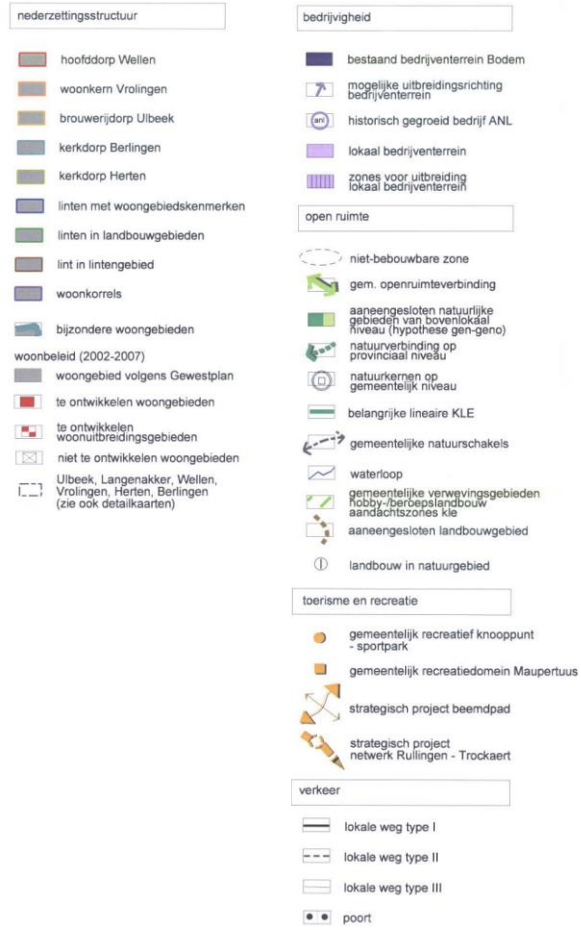 nederzettingsstructuur
hoofddorp Wellen
woonkern Vrolingen
brouwerijdorp Ulbeek
kerkdorp Berlingen
kerkdorp Herten
linten met woongebiedskenmerken
linten in landbouwgebieden
lint in lintengebied
woonkorrels
bijzondere woongebieden
woonbeleid (2002-2007)
woongebied volgens Gewestplan
te ontwikkelen woongebieden
te ontwikkelen
woonuitbreidingsgebieden
niet te ontwikkelen woongebieden
Ulbeek, Langenakker, Wellen,
Vrolingen, Herten, Berlingen
(zie ook detailkaarten)
bedrijvigheid
bestaand bedrijventerrein Bodem
mogelijke uitbreidingsrichting
bedrijventerrein
anl
historisch gegroeid bedrijf ANL
lokaal bedrijventerrein
zones voor uitbreiding
lokaal bedrijventerrein
open ruimte
niet-bebouwbare zone
gem. openruimteverbinding
aaneengesloten natuurlijke
gebieden van bovenlokaal
niveau (hypothese gen-geno)
natuurverbinding op
provinciaal niveau
natuurkernen op
gemeentelijk niveau
belangrijke lineaire KLE
gemeentelijke natuurschakels
waterloop
gemeentelijke verwevingsgebieden
hobby-/beroepslandbouw
aandachtszones kle
aaneengesloten landbouwgebied
landbouw in natuurgebied
toerisme en recreatie
gemeentelijk recreatief knooppunt
- sportpark
gemeentelijk recreatiedomein Maupertuus
strategisch project beemdpad
strategisch project
netwerk Rullingen - Trockaert
verkeer
lokale weg type I
lokale weg type II
lokale weg type III
poort